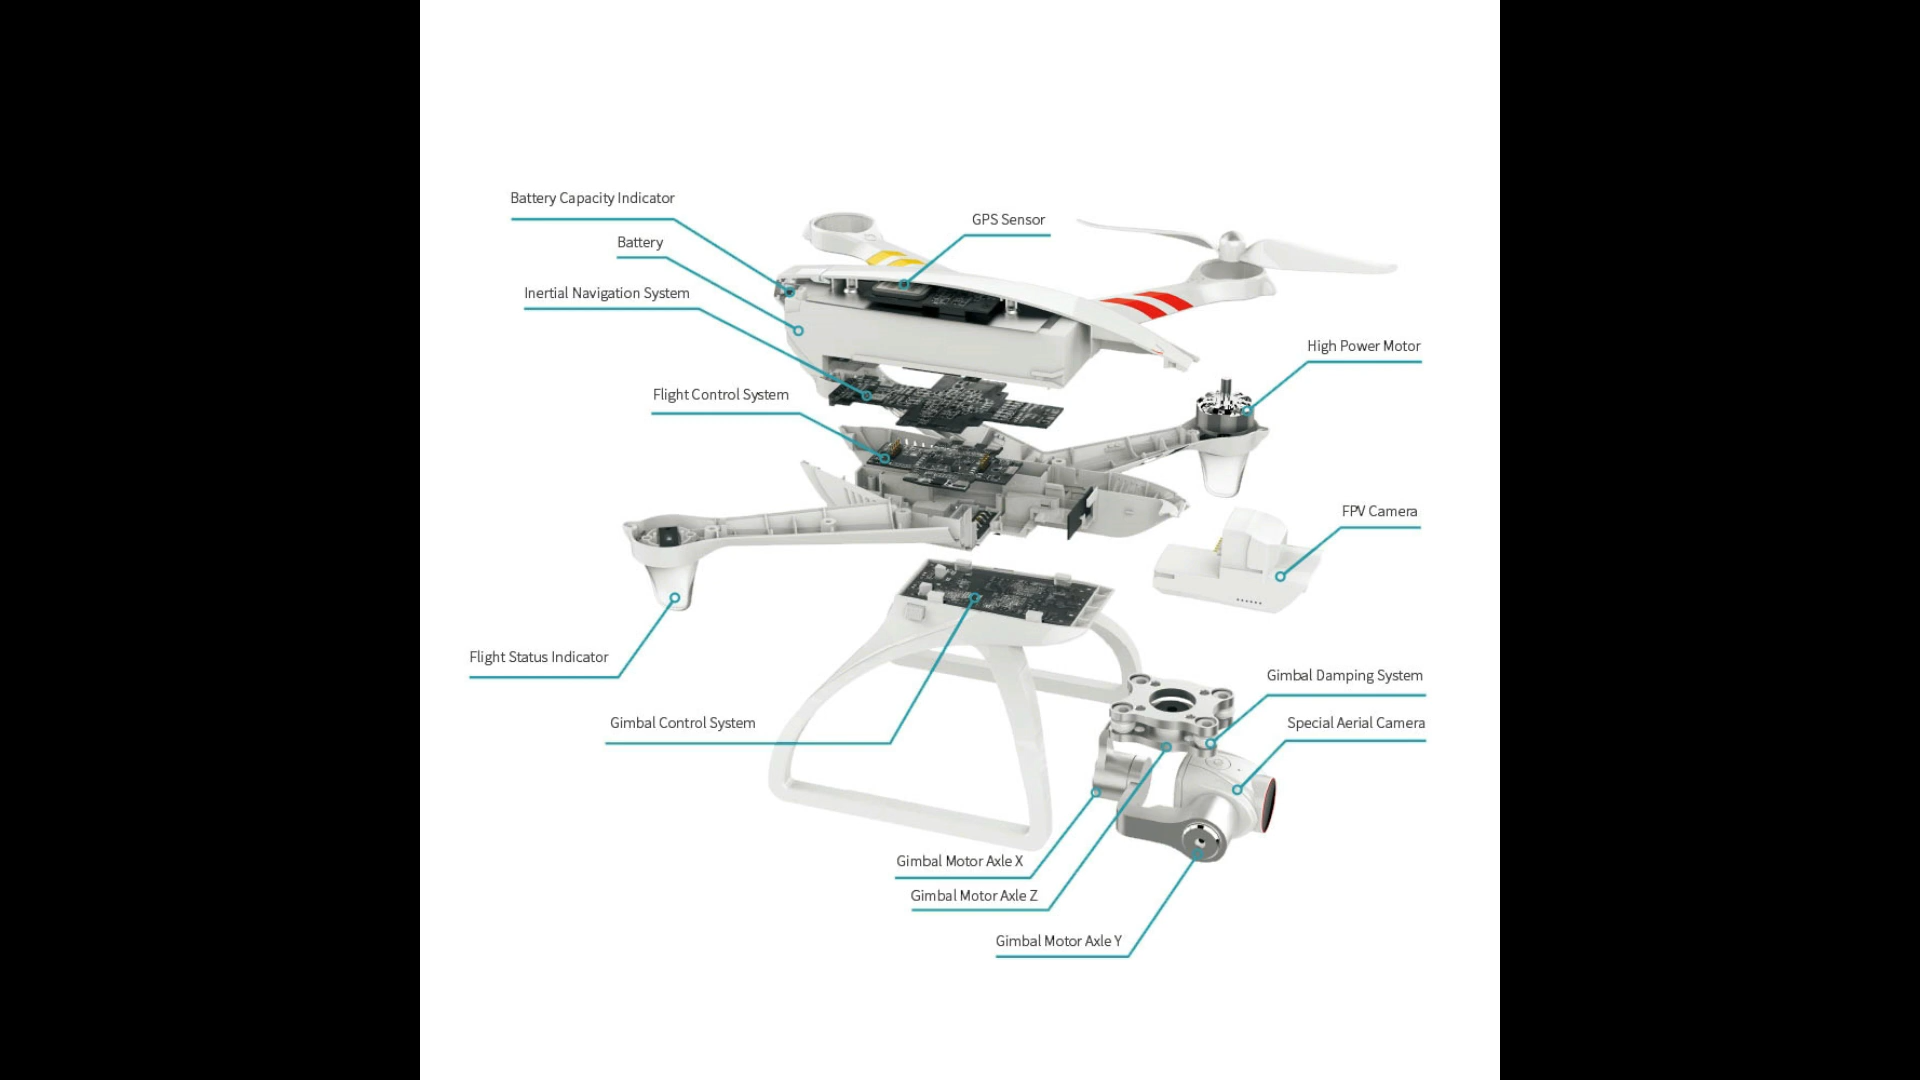 Battery Capacity Indicator
GPS Sensor
Battery
Inertial Navigation System
High Power Motor
Flight Control System
FPV Camera
Flight Status Indicator
Gimbal Damping System
Gimbal Control System
Special Aerial Camera
Gimbal Motor Axle X
Gimbal Motor Axle Z
Gimbal Motor Axle Y